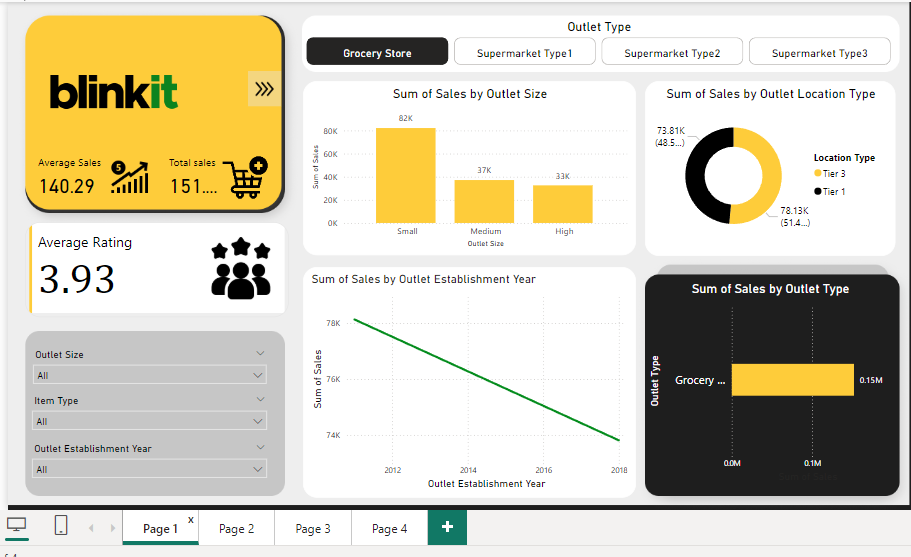 blinkit
Average Sales
140.29
5
Total sales
151....
Average Rating
3.93
Outlet Size
All
Item Type
All
Outlet Establishment Year
All
Outlet Type
Grocery Store
Supermarket Type1
Supermarket Type2
Supermarket Type3
Sum of Sales by Outlet Size
Sum of Sales
80K
60K
40K
20K
0K
82K
37K
33K
Small
Medium
High
Outlet Size
Sum of Sales by Outlet Location Type
73.81K
(48.5...)
78.13K
(51.4...)
Location Type
Tier 3
Tier 1
Sum of Sales by Outlet Establishment Year
Sum of Sales
78K
76K
74K
2012
2014
2016
2018
Outlet Establishment Year
Sum of Sales by Outlet Type
Outlet Type
Grocery ...
0.15M
0.0M
0.1M
Page 1
x
Page 2
Page 3
Page 4
+